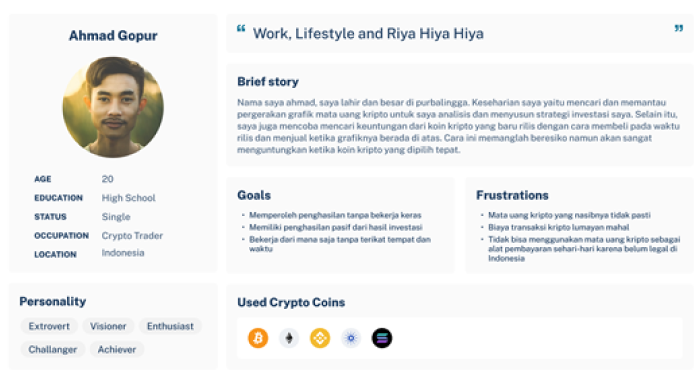 Ahmad Gopur
AGE 20
EDUCATION High School
STATUS Single
OCCUPATION Crypto Trader
LOCATION Indonesia
Personality
Extrovert Visioner Enthusiast
Challanger Achiever
“ Work, Lifestyle and Riya Hiya Hiya ”
Brief story
Nama saya ahmad, saya lahir dan besar di purbalingga. Keseharian saya yaitu mencari dan memantau
pergerakan grafik mata uang kripto untuk saya analisis dan menyusun strategi investasi saya. Selain itu,
saya juga mencoba mencari keuntungan dari koin kripto yang baru rilis dengan cara membeli pada waktu
rilis dan menjual ketika grafiknya berada di atas. Cara ini memanglah beresiko namun akan sangat
menguntungkan ketika koin kripto yang dipilih tepat.
Goals
• Memperoleh penghasilan tanpa bekerja keras
• Memiliki penghasilan pasif dari hasil investasi
• Bekerja dari mana saja tanpa terikat tempat dan
waktu
Frustrations
• Mata uang kripto yang nasibnya tidak pasti
• Biaya transaksi kripto lumayan mahal
• Tidak bisa menggunakan mata uang kripto sebagai
alat pembayaran sehari-hari karena belum legal di
Indonesia
Used Crypto Coins